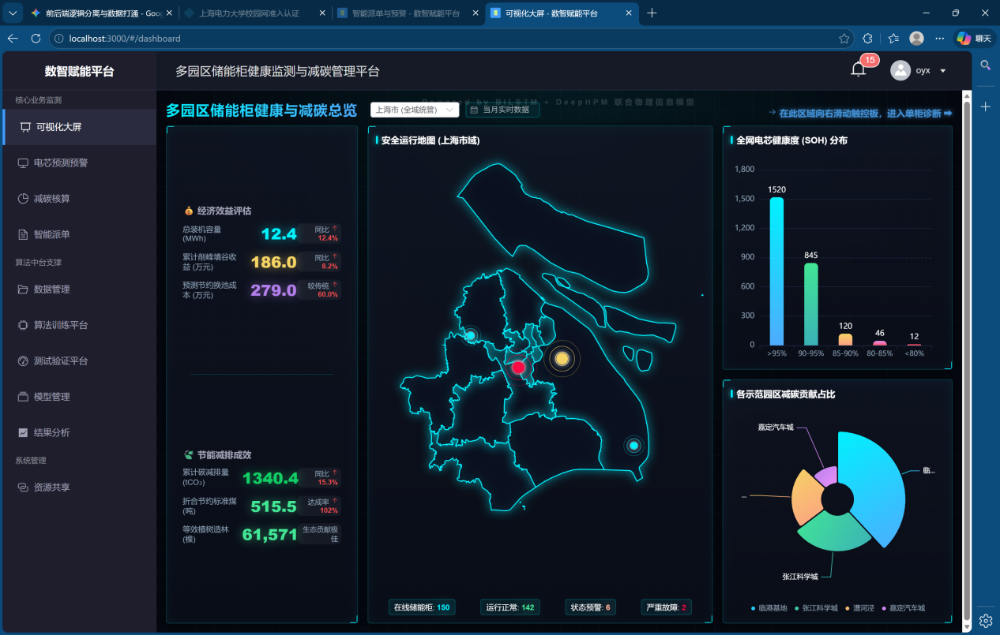 前后端逻辑分离与数据打通 - Goo
上海电力大学校园网准入认证
智能派单与预警 - 数智赋能平台
可视化大屏 - 数智赋能平台
localhost:3000/#/dashboard
聊天
数智赋能平台
多园区储能柜健康监测与减碳管理平台
15
oyx
核心业务监测
可视化大屏
电芯预测预警
减碳核算
智能派单
算法中台支撑
数据管理
算法训练平台
测试验证平台
模型管理
结果分析
系统管理
资源共享
多园区储能柜健康与减碳总览
Powered by BiLSTM + DeepHPM 联合物理信息模型
上海市 (全域统管)
当月实时数据
→ 在此区域向右滑动触控板，进入单柜诊断 ➡
经济效益评估
总装机容量
(MWh)
12.4
同比 ↑
12.4%
累计削峰填谷收
益 (万元)
186.0
同比 ↑
8.2%
预测节约换池成
本 (万元)
279.0
较传统 ↑
60.0%
节能减排成效
累计碳减排量
(tCO₂)
1340.4
同比 ↑
15.3%
折合节约标准煤
(吨)
515.5
达成率 ↑
102%
等效植树造林
(棵)
61,571
生态贡献极
佳
安全运行地图 (上海市域)
在线储能柜: 150
运行正常: 142
状态预警: 6
严重故障: 2
全网电芯健康度 (SOH) 分布
1,800
1,500
1,200
900
600
300
0
1520
845
120
46
12
>95%
90-95%
85-90%
80-85%
<80%
各示范园区减碳贡献占比
嘉定汽车城
临...
...
张江科学城
临港基地
张江科学城
漕河泾
嘉定汽车城